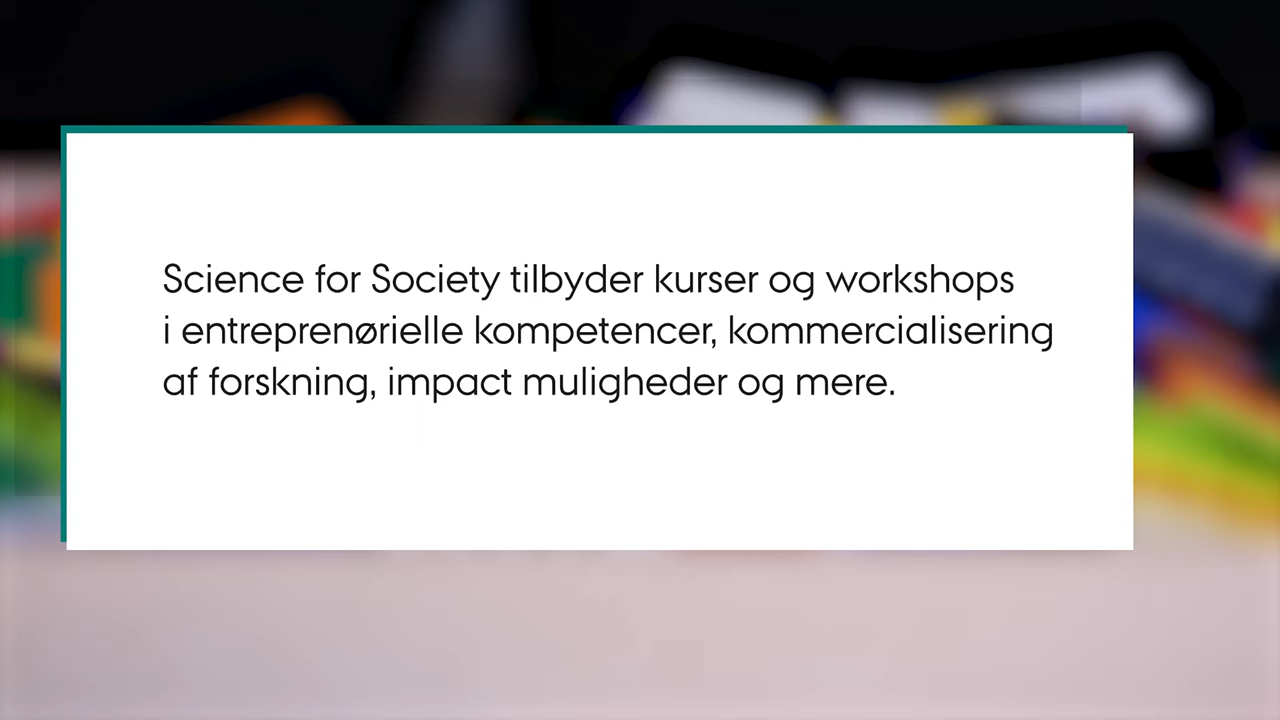 Science for Society tilbyder kurser og workshops
i entreprenørielle kompetencer, kommercialisering
af forskning, impact muligheder og mere.